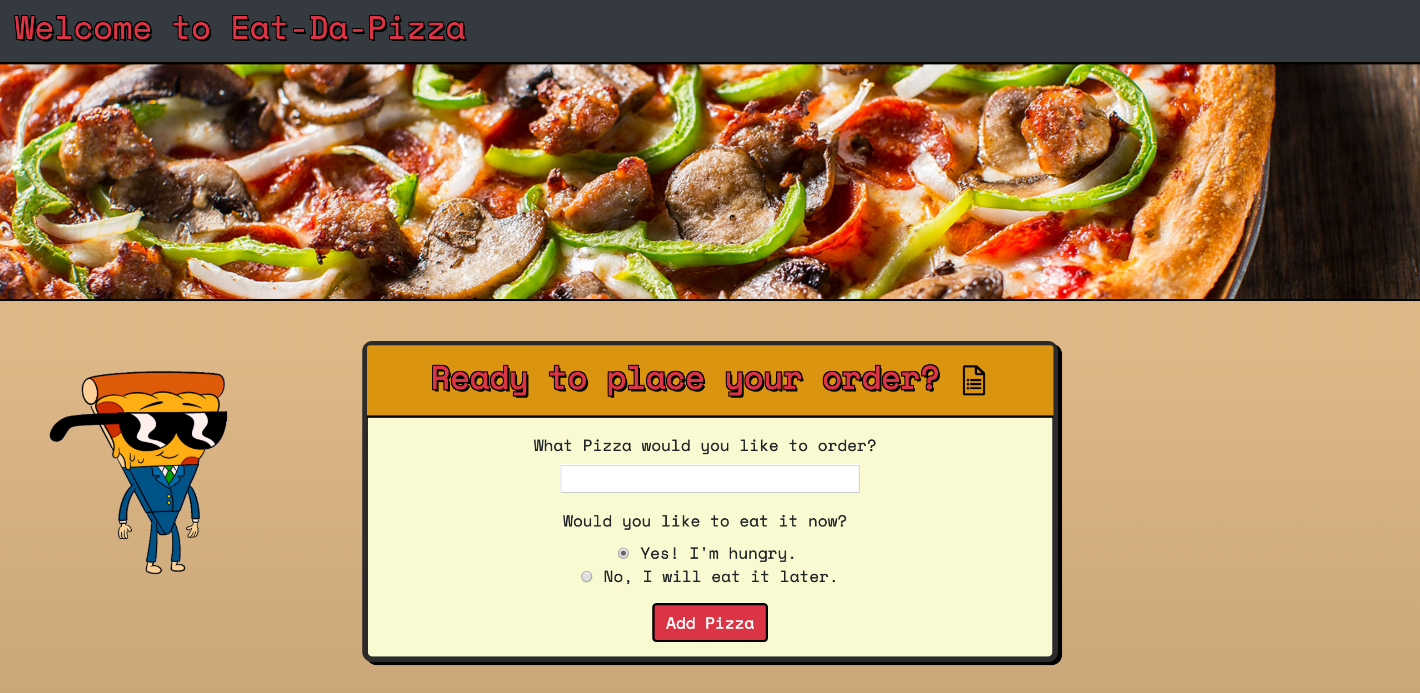 Welcome to Eat-Da-Pizza
Ready to place your order?
What Pizza would you like to order?
Would you like to eat it now?
Yes! I'm hungry.
No, I will eat it later.
Add Pizza